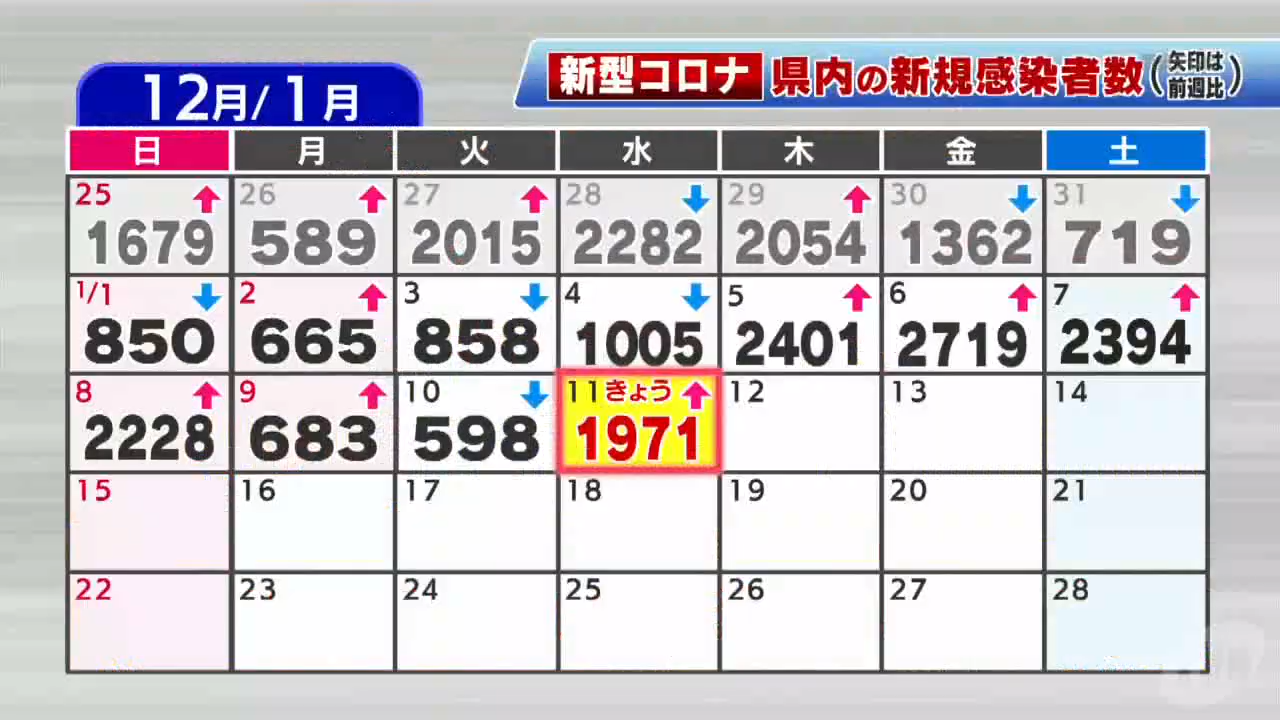 新型コロナ 県内の新規感染者数(矢印は前週比)
12月/1月
日 月 火 水 木 金 土
25 ↑ 26 ↑ 27 ↑ 28 ↓ 29 ↑ 30 ↓ 31 ↓
1679 589 2015 2282 2054 1362 719
1/1 ↓ 2 ↑ 3 ↓ 4 ↓ 5 ↑ 6 ↑ 7 ↑
850 665 858 1005 2401 2719 2394
8 ↑ 9 ↑ 10 ↓ 11 きょう ↑ 12 13 14
2228 683 598 1971
15 16 17 18 19 20 21
22 23 24 25 26 27 28